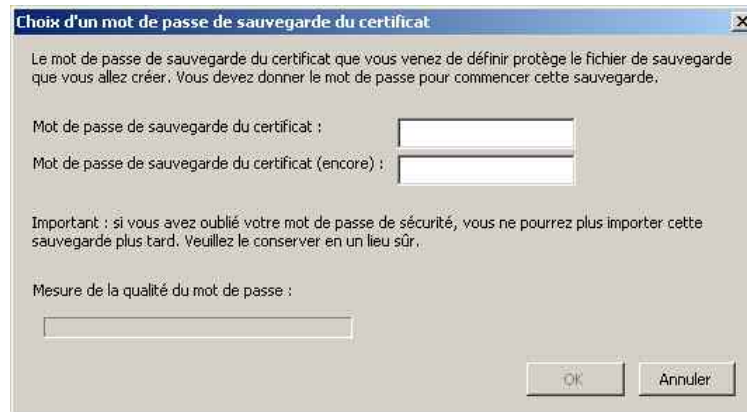 Choix d'un mot de passe de sauvegarde du certificat
Le mot de passe de sauvegarde du certificat que vous venez de définir protège le fichier de sauvegarde
que vous allez créer. Vous devez donner le mot de passe pour commencer cette sauvegarde.
Mot de passe de sauvegarde du certificat :
Mot de passe de sauvegarde du certificat (encore) :
Important : si vous avez oublié votre mot de passe de sécurité, vous ne pourrez plus importer cette
sauvegarde plus tard. Veuillez le conserver en un lieu sûr.
Mesure de la qualité du mot de passe :
OK Annuler